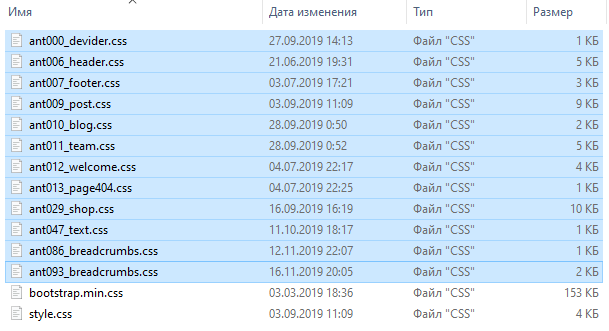 Имя Дата изменения Тип Размер
ant000_devider.css 27.09.2019 14:13 Файл "CSS" 1 КБ
ant006_header.css 21.06.2019 19:31 Файл "CSS" 5 КБ
ant007_footer.css 03.07.2019 17:21 Файл "CSS" 3 КБ
ant009_post.css 03.09.2019 11:09 Файл "CSS" 9 КБ
ant010_blog.css 28.09.2019 0:50 Файл "CSS" 2 КБ
ant011_team.css 28.09.2019 0:52 Файл "CSS" 5 КБ
ant012_welcome.css 04.07.2019 22:17 Файл "CSS" 4 КБ
ant013_page404.css 04.07.2019 22:25 Файл "CSS" 1 КБ
ant029_shop.css 16.09.2019 16:19 Файл "CSS" 10 КБ
ant047_text.css 11.10.2019 18:17 Файл "CSS" 1 КБ
ant086_breadcrumbs.css 12.11.2019 22:07 Файл "CSS" 1 КБ
ant093_breadcrumbs.css 16.11.2019 20:05 Файл "CSS" 2 КБ
bootstrap.min.css 03.03.2019 18:36 Файл "CSS" 153 КБ
style.css 03.09.2019 11:09 Файл "CSS" 4 КБ